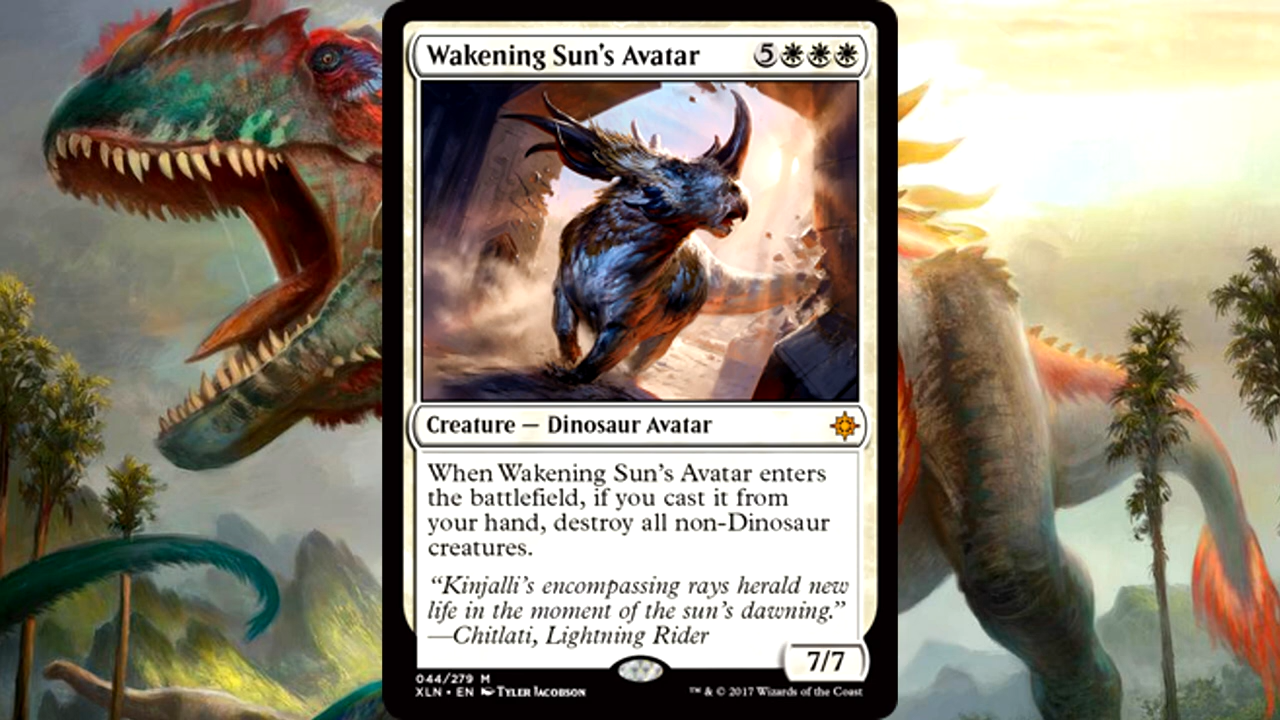 Wakening Sun's Avatar 5
Creature — Dinosaur Avatar
When Wakening Sun's Avatar enters
the battlefield, if you cast it from
your hand, destroy all non-Dinosaur
creatures.
“Kinjalli's encompassing rays herald new
life in the moment of the sun's dawning.”
—Chitlati, Lightning Rider
7/7
044/279 M
XLN • EN Tyler Jacobson
™ & © 2017 Wizards of the Coast